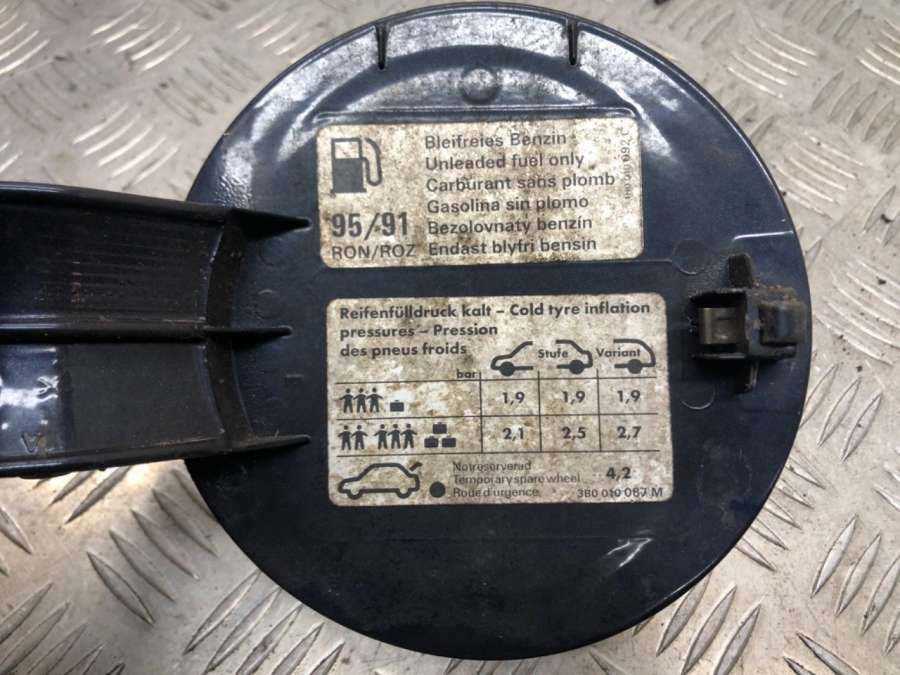 Bleifreies Benzin
Unleaded fuel only
Carburant sans plomb
Gasolina sin plomo
95/91 Bezolovnatý benzín
RON/ROZ Endast blyfri bensin
Reifenfülldruck kalt – Cold tyre inflation
pressures – Pression
des pneus froids
Stufe Variant
bar
1,9 1,9 1,9
2,1 2,5 2,7
Notreserverad
Temporary spare wheel 4,2
Roue d'urgence 3B0 010 067 M